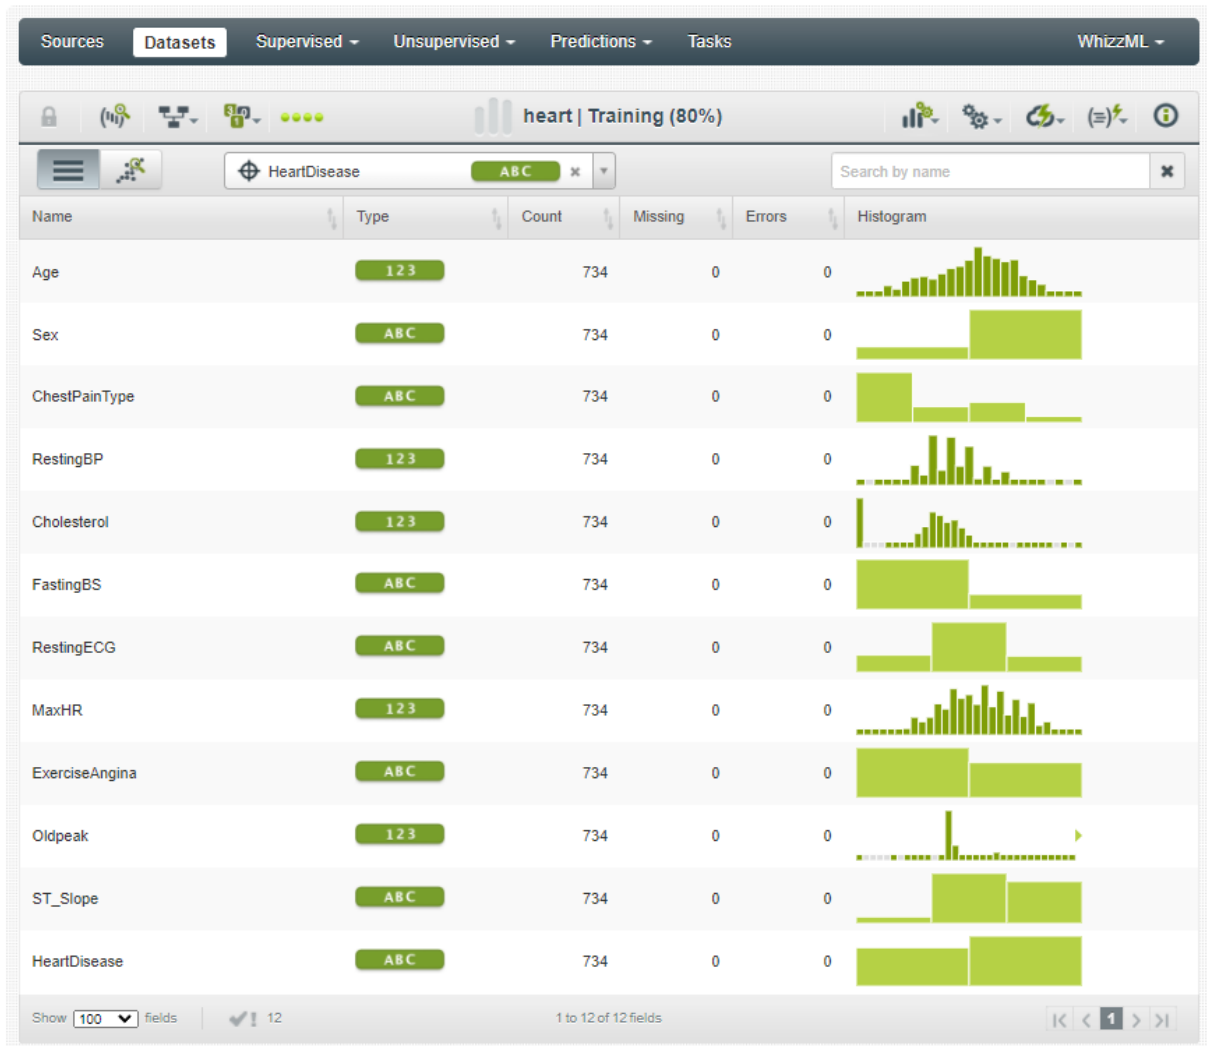 Sources Datasets Supervised Unsupervised Predictions Tasks WhizzML
heart | Training (80%)
HeartDisease ABC Search by name
Name Type Count Missing Errors Histogram
Age 123 734 0 0
Sex ABC 734 0 0
ChestPainType ABC 734 0 0
RestingBP 123 734 0 0
Cholesterol 123 734 0 0
FastingBS ABC 734 0 0
RestingECG ABC 734 0 0
MaxHR 123 734 0 0
ExerciseAngina ABC 734 0 0
Oldpeak 123 734 0 0
ST_Slope ABC 734 0 0
HeartDisease ABC 734 0 0
Show 100 fields 12 1 to 12 of 12 fields 1